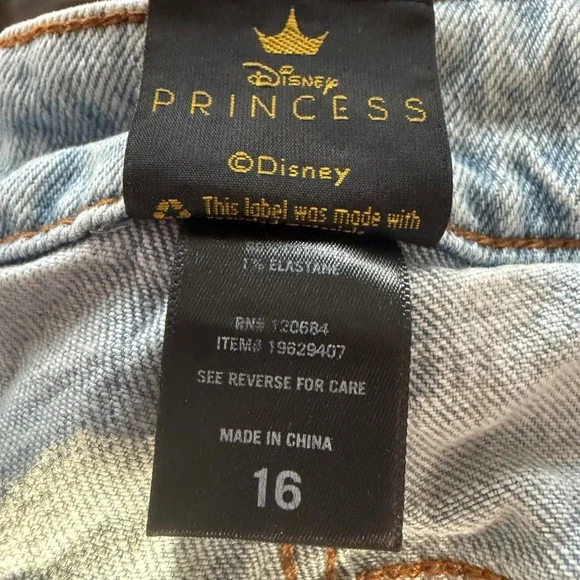 Disney
PRINCESS
©Disney
This label was made with
1% ELASTANE
RN# 120684
ITEM# 19629407
SEE REVERSE FOR CARE
MADE IN CHINA
16